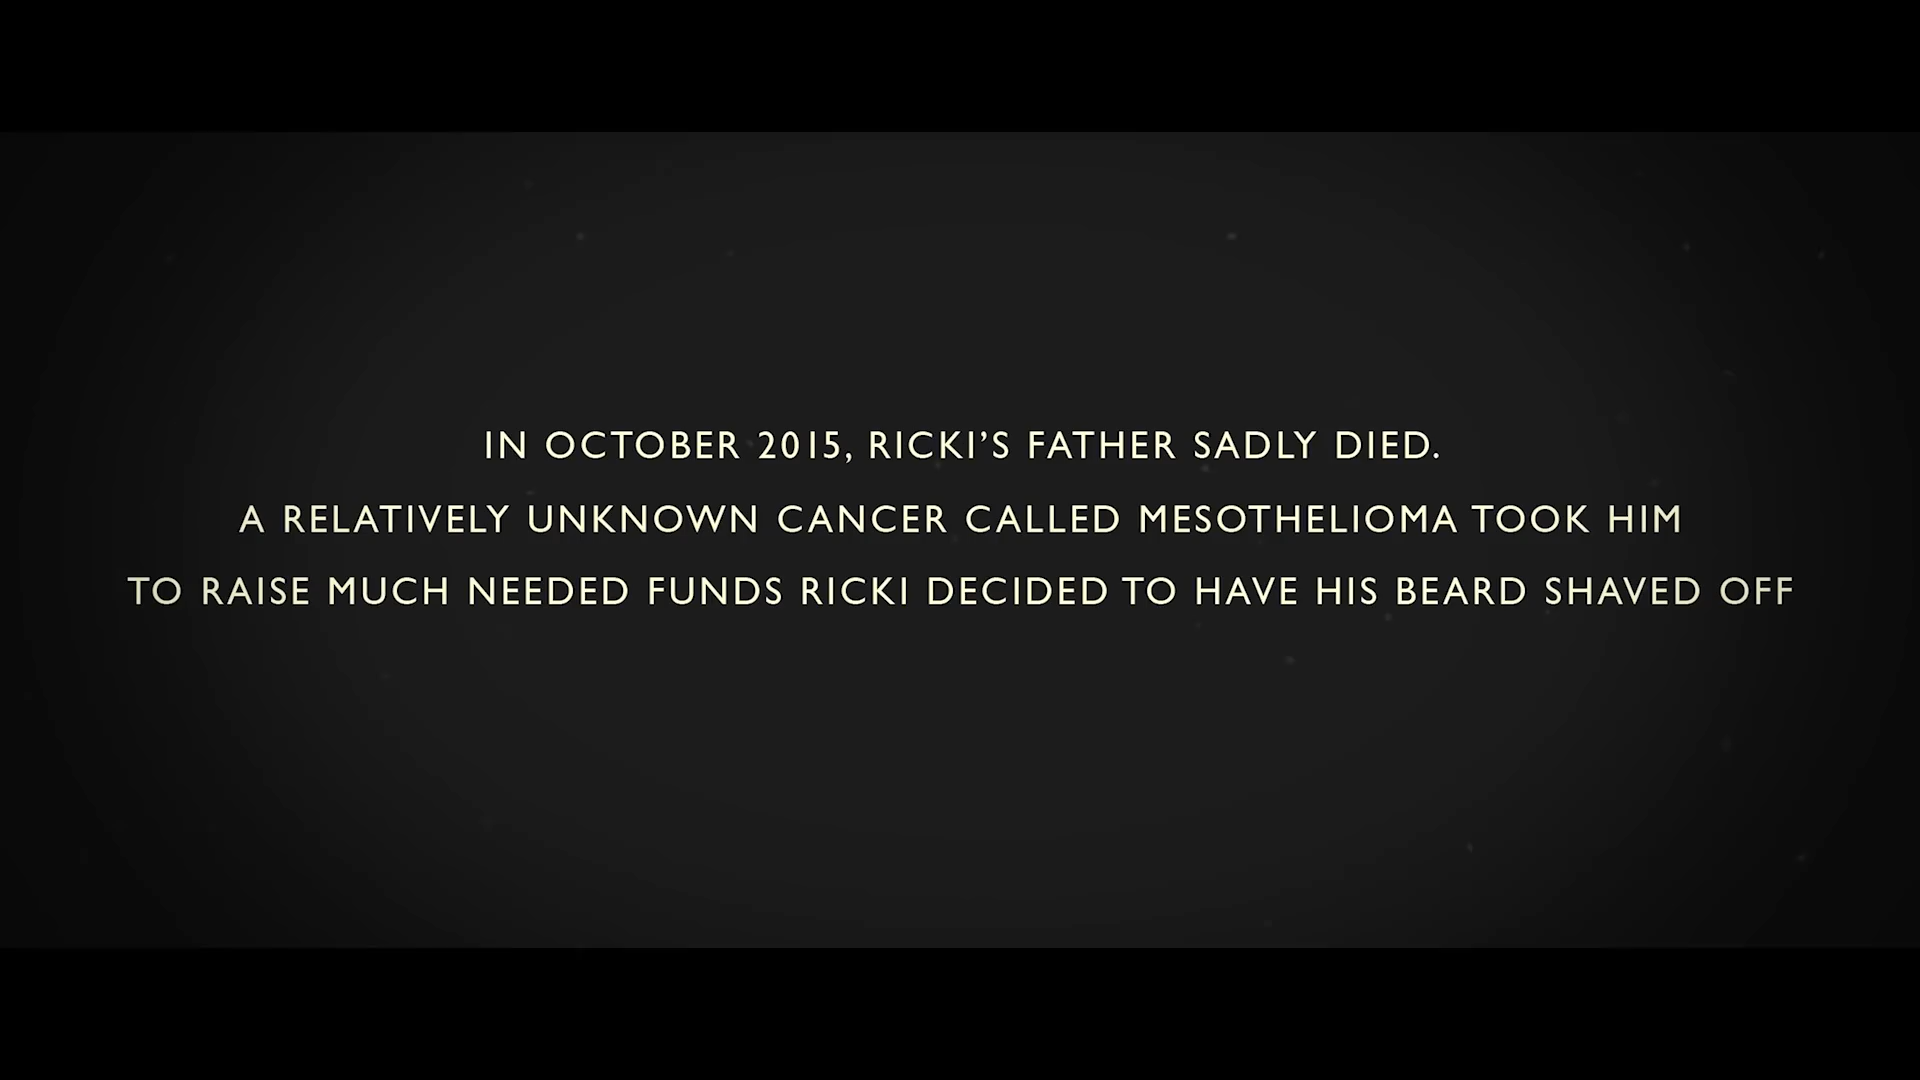 IN OCTOBER 2015, RICKI’S FATHER SADLY DIED.
A RELATIVELY UNKNOWN CANCER CALLED MESOTHELIOMA TOOK HIM
TO RAISE MUCH NEEDED FUNDS RICKI DECIDED TO HAVE HIS BEARD SHAVED OFF